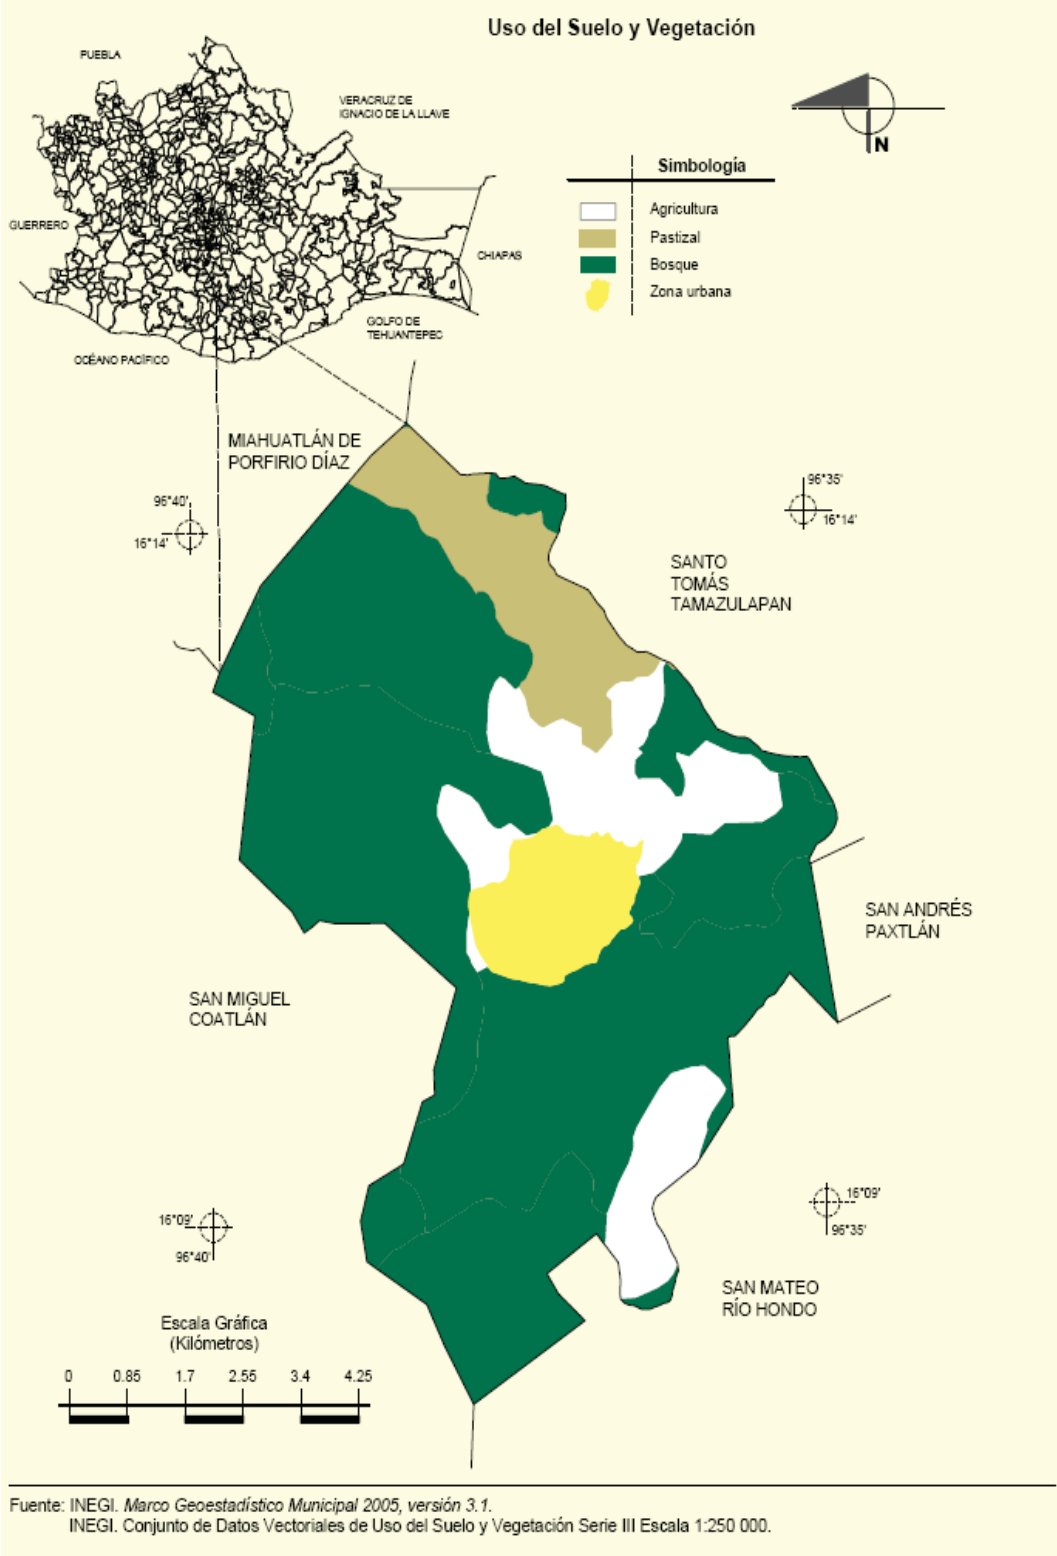 Uso del Suelo y Vegetación
PUEBLA
VERACRUZ DE
IGNACIO DE LA LLAVE
GUERRERO
CHIAPAS
GOLFO DE
TEHUANTEPEC
OCÉANO PACÍFICO
N
Simbología
Agricultura
Pastizal
Bosque
Zona urbana
MIAHUATLÁN DE
PORFIRIO DÍAZ
96°40'
16°14'
96°35'
16°14'
SANTO
TOMÁS
TAMAZULAPAN
SAN ANDRÉS
PAXTLÁN
SAN MIGUEL
COATLÁN
16°09'
96°40'
16°09'
96°35'
SAN MATEO
RÍO HONDO
Escala Gráfica
(Kilómetros)
0 0.85 1.7 2.55 3.4 4.25
Fuente: INEGI. Marco Geoestadístico Municipal 2005, versión 3.1.
INEGI. Conjunto de Datos Vectoriales de Uso del Suelo y Vegetación Serie III Escala 1:250 000.